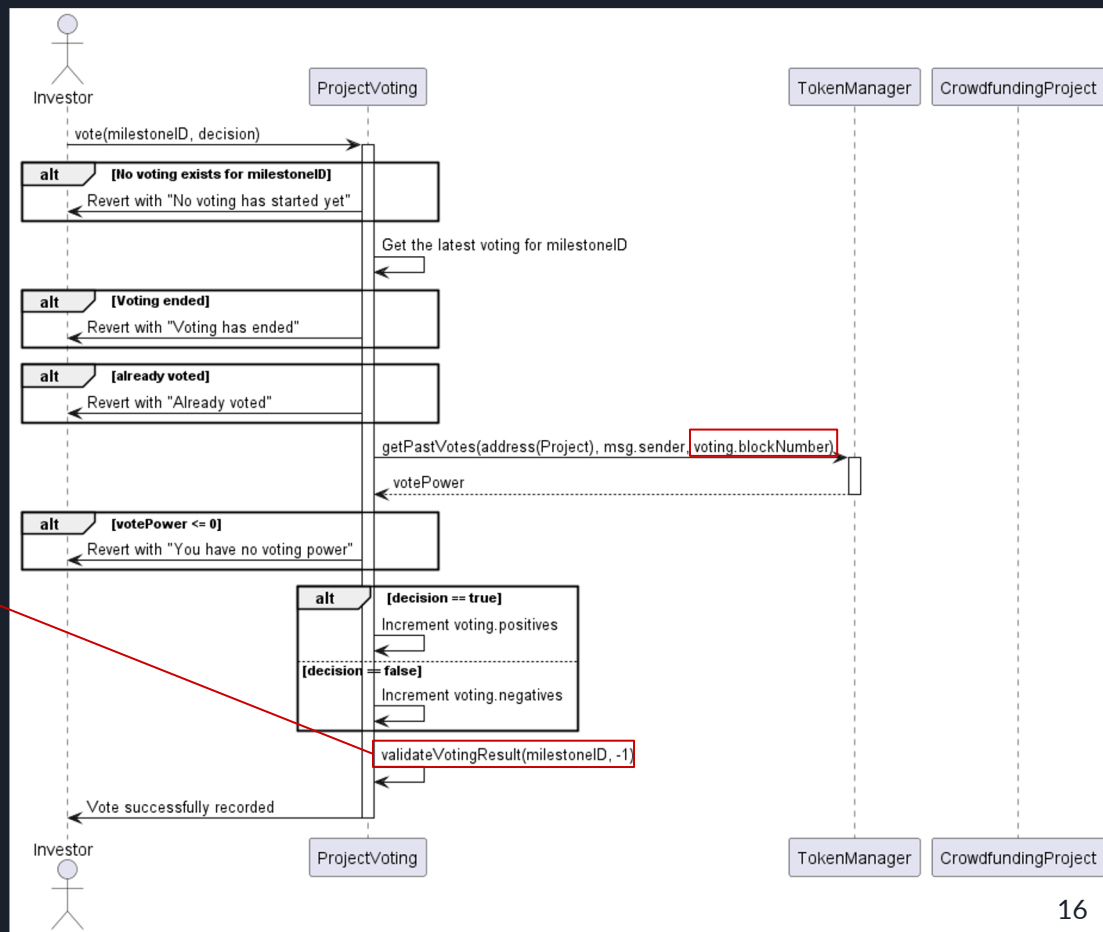 Investor
ProjectVoting
TokenManager
CrowdfundingProject
vote(milestoneID, decision)
alt [No voting exists for milestoneID]
Revert with "No voting has started yet"
Get the latest voting for milestoneID
alt [Voting ended]
Revert with "Voting has ended"
alt [already voted]
Revert with "Already voted"
getPastVotes(address(Project), msg.sender, voting.blockNumber)
votePower
alt [votePower <= 0]
Revert with "You have no voting power"
alt [decision == true]
Increment voting.positives
[decision == false]
Increment voting.negatives
validateVotingResult(milestoneID, -1)
Vote successfully recorded
Investor
ProjectVoting
TokenManager
CrowdfundingProject
16